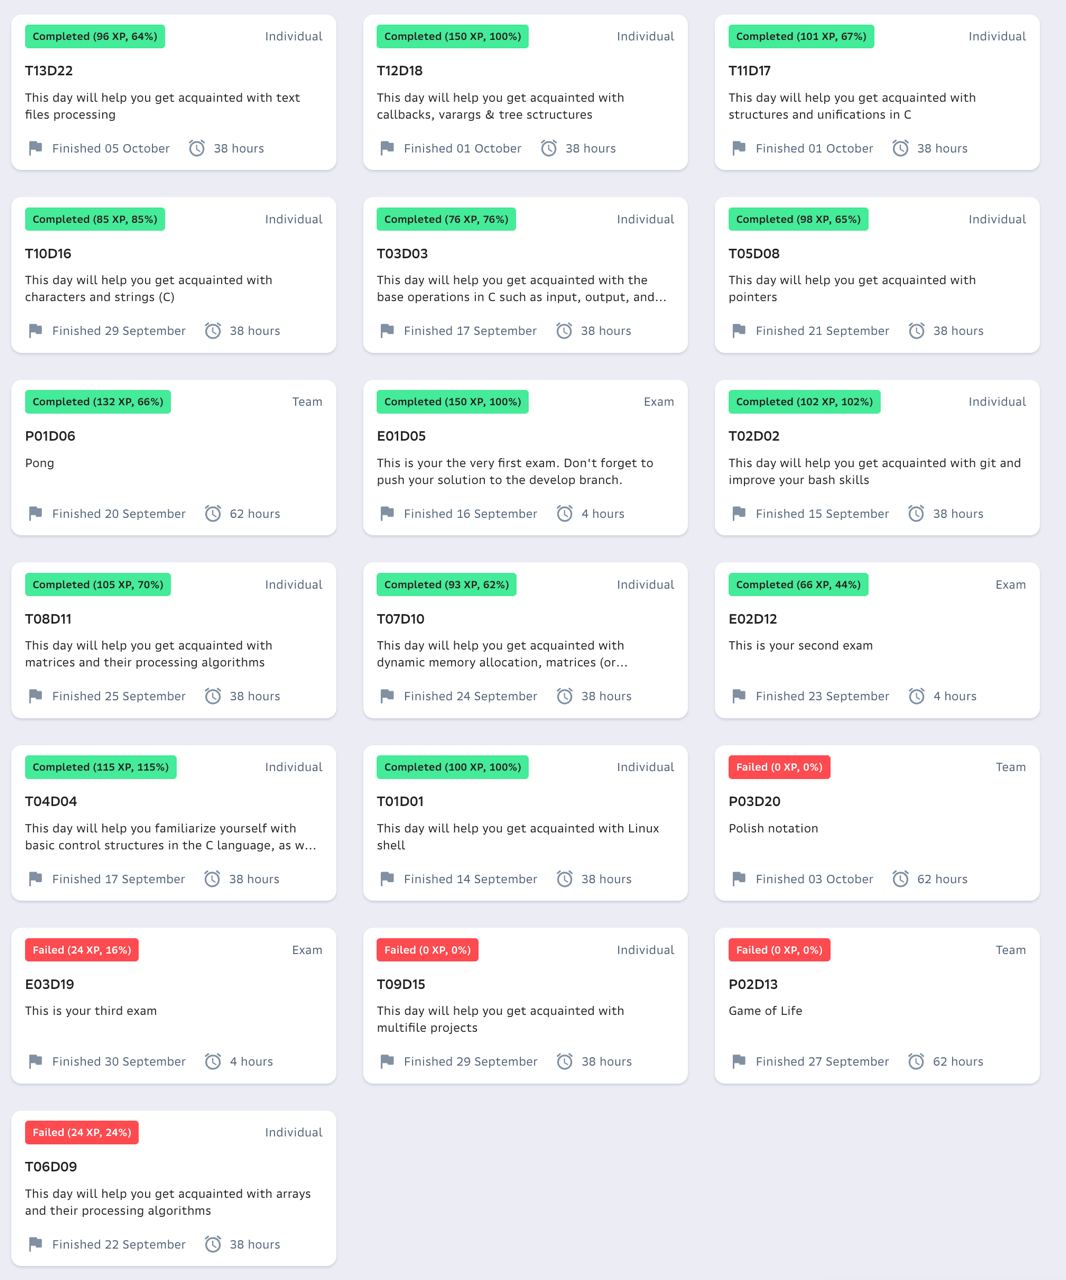 Completed (96 XP, 64%) Individual
T13D22
This day will help you get acquainted with text
files processing
Finished 05 October 38 hours
Completed (150 XP, 100%) Individual
T12D18
This day will help you get acquainted with
callbacks, varargs & tree sctructures
Finished 01 October 38 hours
Completed (101 XP, 67%) Individual
T11D17
This day will help you get acquainted with
structures and unifications in C
Finished 01 October 38 hours
Completed (85 XP, 85%) Individual
T10D16
This day will help you get acquainted with
characters and strings (C)
Finished 29 September 38 hours
Completed (76 XP, 76%) Individual
T03D03
This day will help you get acquainted with the
base operations in C such as input, output, and...
Finished 17 September 38 hours
Completed (98 XP, 65%) Individual
T05D08
This day will help you get acquainted with
pointers
Finished 21 September 38 hours
Completed (132 XP, 66%) Team
P01D06
Pong
Finished 20 September 62 hours
Completed (150 XP, 100%) Exam
E01D05
This is your the very first exam. Don't forget to
push your solution to the develop branch.
Finished 16 September 4 hours
Completed (102 XP, 102%) Individual
T02D02
This day will help you get acquainted with git and
improve your bash skills
Finished 15 September 38 hours
Completed (105 XP, 70%) Individual
T08D11
This day will help you get acquainted with
matrices and their processing algorithms
Finished 25 September 38 hours
Completed (93 XP, 62%) Individual
T07D10
This day will help you get acquainted with
dynamic memory allocation, matrices (or...
Finished 24 September 38 hours
Completed (66 XP, 44%) Exam
E02D12
This is your second exam
Finished 23 September 4 hours
Completed (115 XP, 115%) Individual
T04D04
This day will help you familiarize yourself with
basic control structures in the C language, as w...
Finished 17 September 38 hours
Completed (100 XP, 100%) Individual
T01D01
This day will help you get acquainted with Linux
shell
Finished 14 September 38 hours
Failed (0 XP, 0%) Team
P03D20
Polish notation
Finished 03 October 62 hours
Failed (24 XP, 16%) Exam
E03D19
This is your third exam
Finished 30 September 4 hours
Failed (0 XP, 0%) Individual
T09D15
This day will help you get acquainted with
multifile projects
Finished 29 September 38 hours
Failed (0 XP, 0%) Team
P02D13
Game of Life
Finished 27 September 62 hours
Failed (24 XP, 24%) Individual
T06D09
This day will help you get acquainted with arrays
and their processing algorithms
Finished 22 September 38 hours